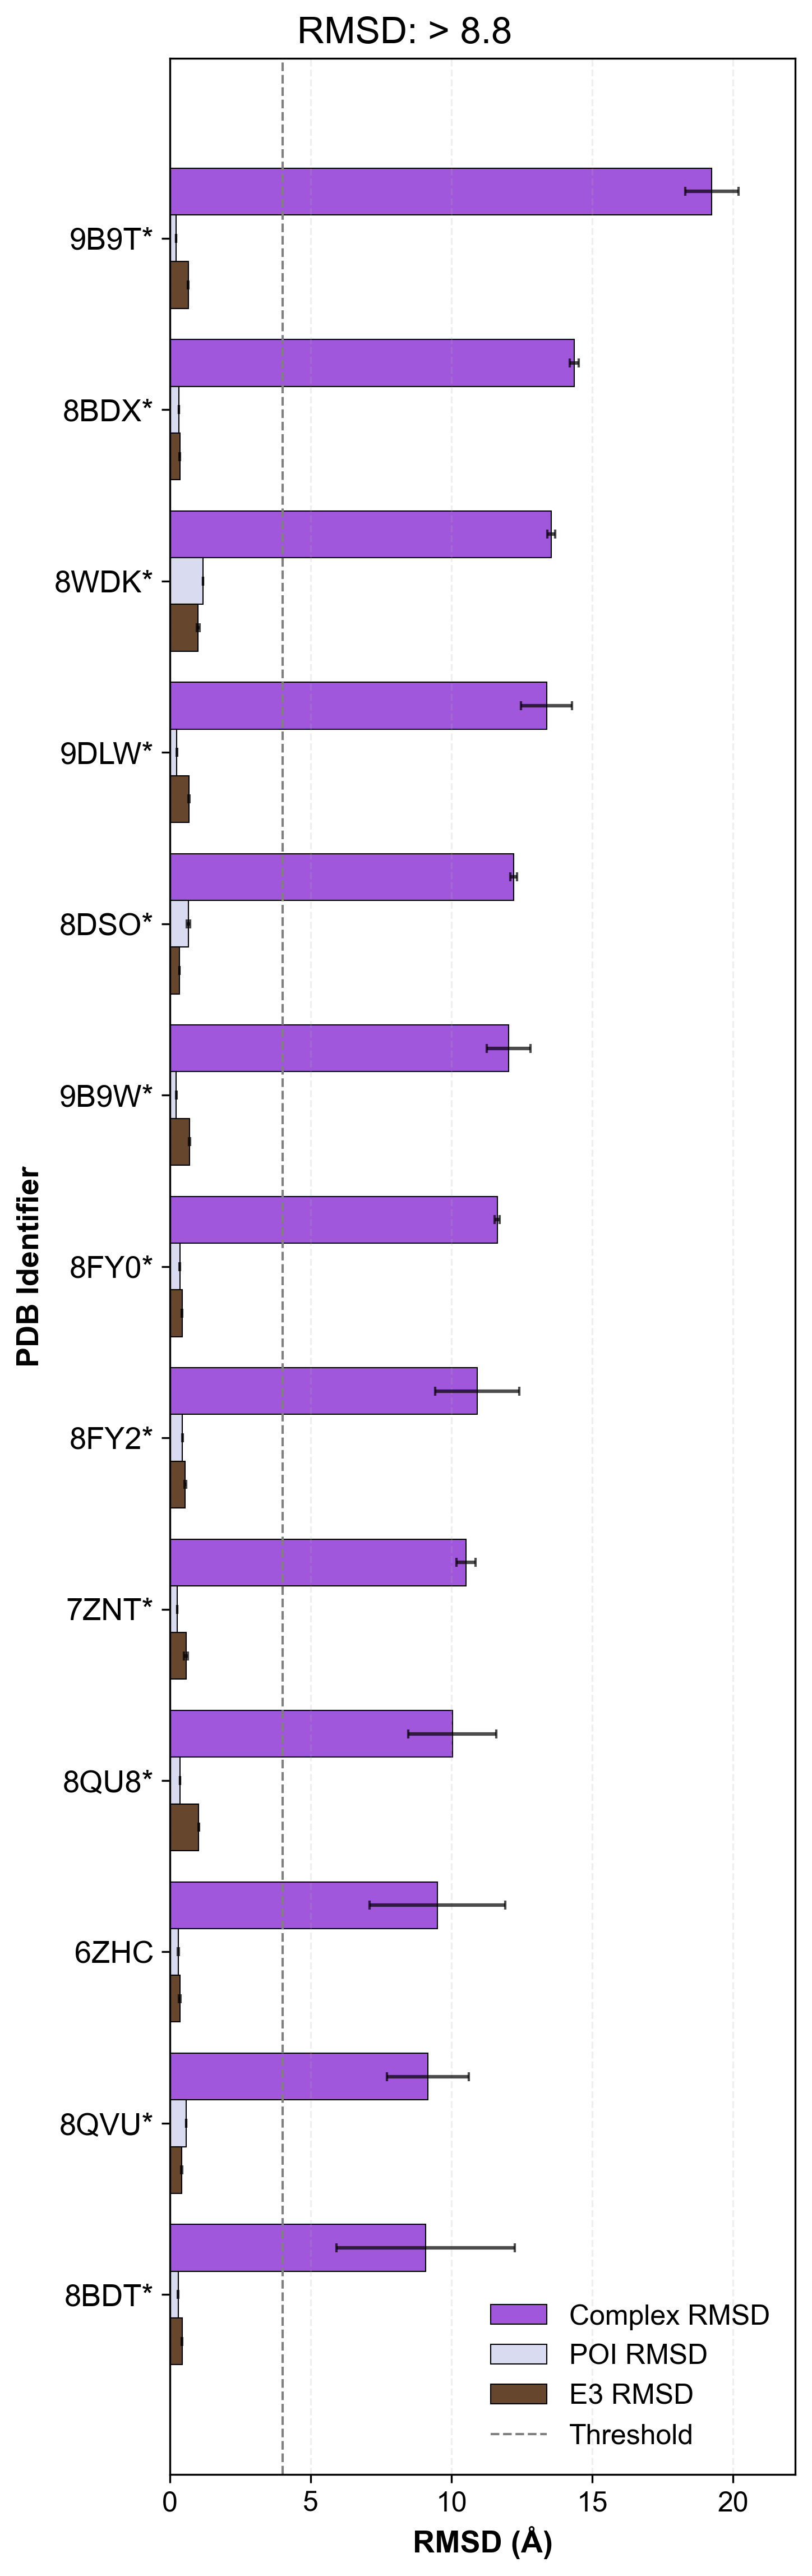 RMSD: > 8.8
9B9T*
8BDX*
8WDK*
9DLW*
8DSO*
9B9W*
8FY0*
8FY2*
7ZNT*
8QU8*
6ZHC
8QVU*
8BDT*
PDB Identifier
Complex RMSD
POI RMSD
E3 RMSD
Threshold
0 5 10 15 20
RMSD (Å)